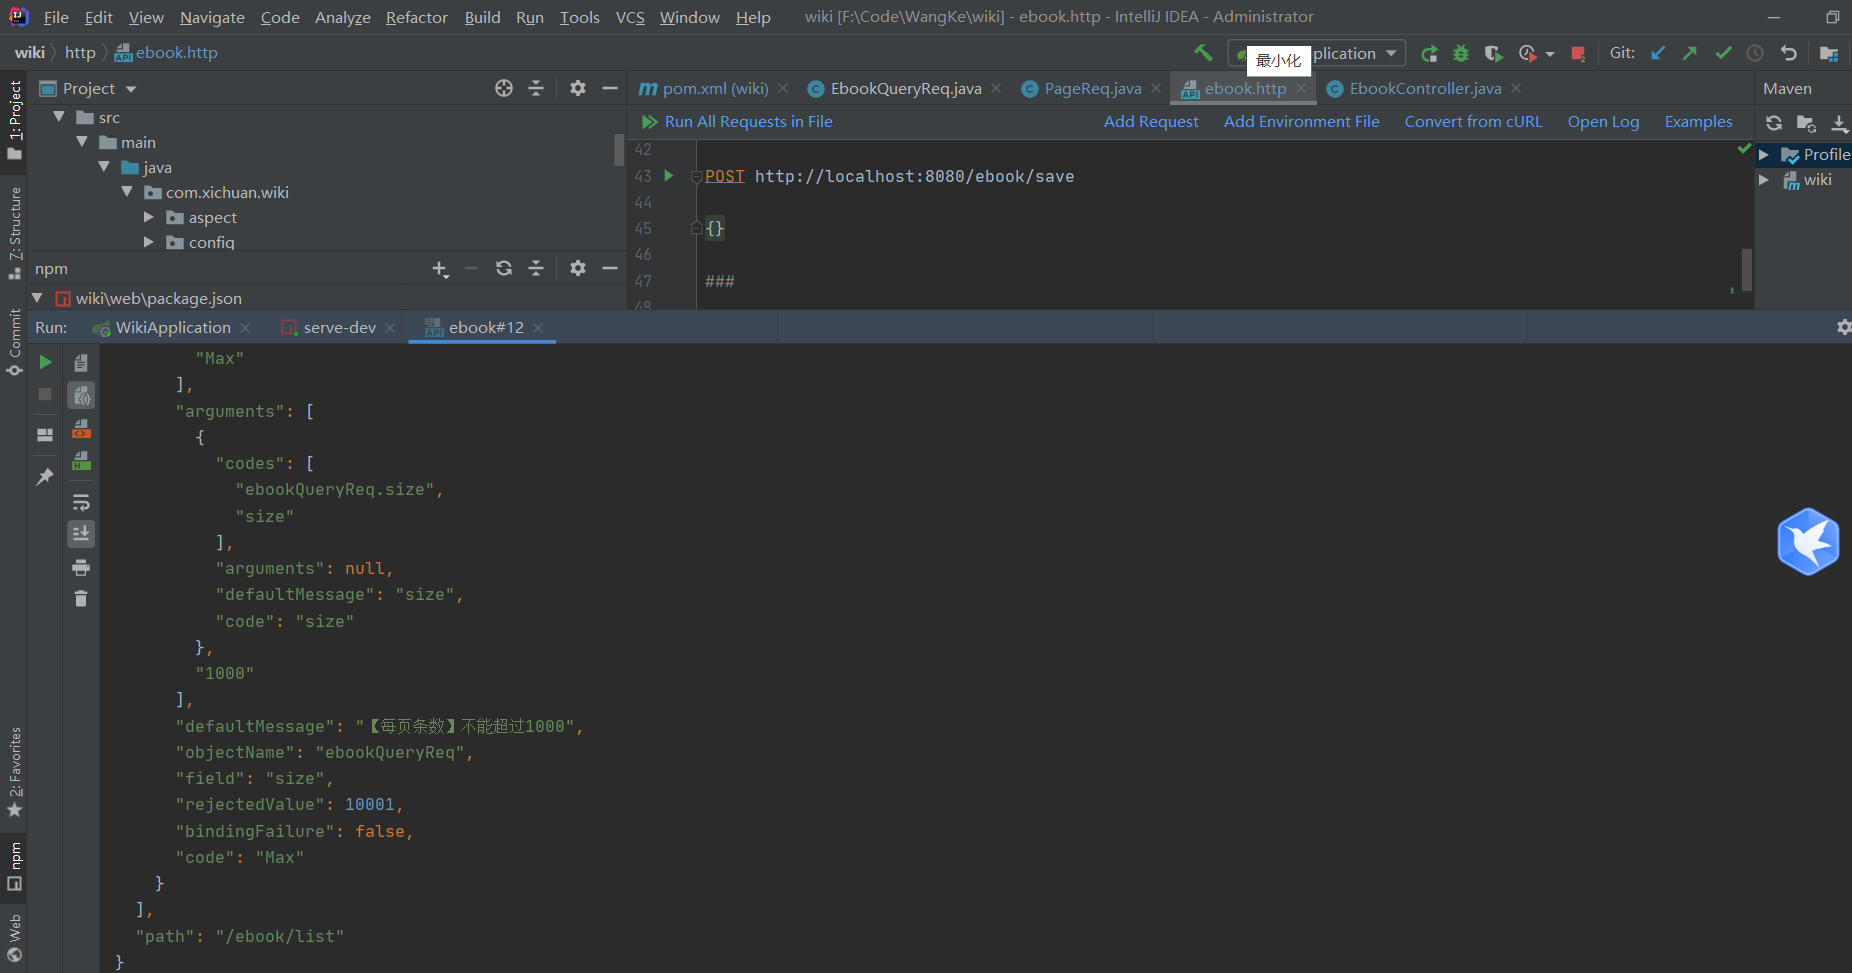 File Edit View Navigate Code Analyze Refactor Build Run Tools VCS Window Help wiki [F:\Code\WangKe\wiki] - ebook.http - IntelliJ IDEA - Administrator
wiki http ebook.http
最小化
plication
Git:
1: Project
7: Structure
Commit
2: Favorites
npm
Web
Project
src
main
java
com.xichuan.wiki
aspect
config
npm
wiki\web\package.json
pom.xml (wiki) EbookQueryReq.java PageReq.java ebook.http EbookController.java
Run All Requests in File Add Request Add Environment File Convert from cURL Open Log Examples
42
43 POST http://localhost:8080/ebook/save
44
45 {}
46
47 ###
48
Maven
Profile
wiki
Run: WikiApplication serve-dev ebook#12
"Max"
],
"arguments": [
{
"codes": [
"ebookQueryReq.size",
"size"
],
"arguments": null,
"defaultMessage": "size",
"code": "size"
},
"1000"
],
"defaultMessage": "【每页条数】不能超过1000",
"objectName": "ebookQueryReq",
"field": "size",
"rejectedValue": 10001,
"bindingFailure": false,
"code": "Max"
}
],
"path": "/ebook/list"
}